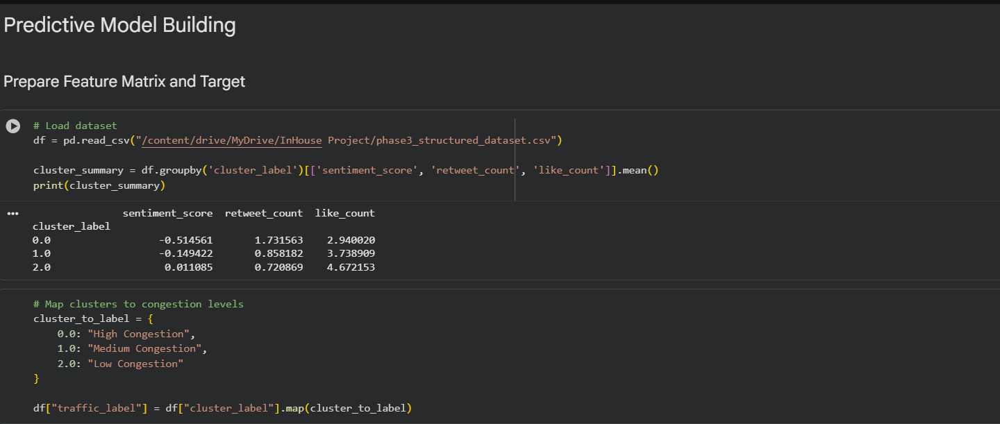 Predictive Model Building
Prepare Feature Matrix and Target
# Load dataset
df = pd.read_csv("/content/drive/MyDrive/InHouse Project/phase3_structured_dataset.csv")
cluster_summary = df.groupby('cluster_label')[['sentiment_score', 'retweet_count', 'like_count']].mean()
print(cluster_summary)
sentiment_score retweet_count like_count
cluster_label
0.0 -0.514561 1.731563 2.940020
1.0 -0.149422 0.858182 3.738909
2.0 0.011085 0.720869 4.672153
# Map clusters to congestion levels
cluster_to_label = {
0.0: "High Congestion",
1.0: "Medium Congestion",
2.0: "Low Congestion"
}
df["traffic_label"] = df["cluster_label"].map(cluster_to_label)